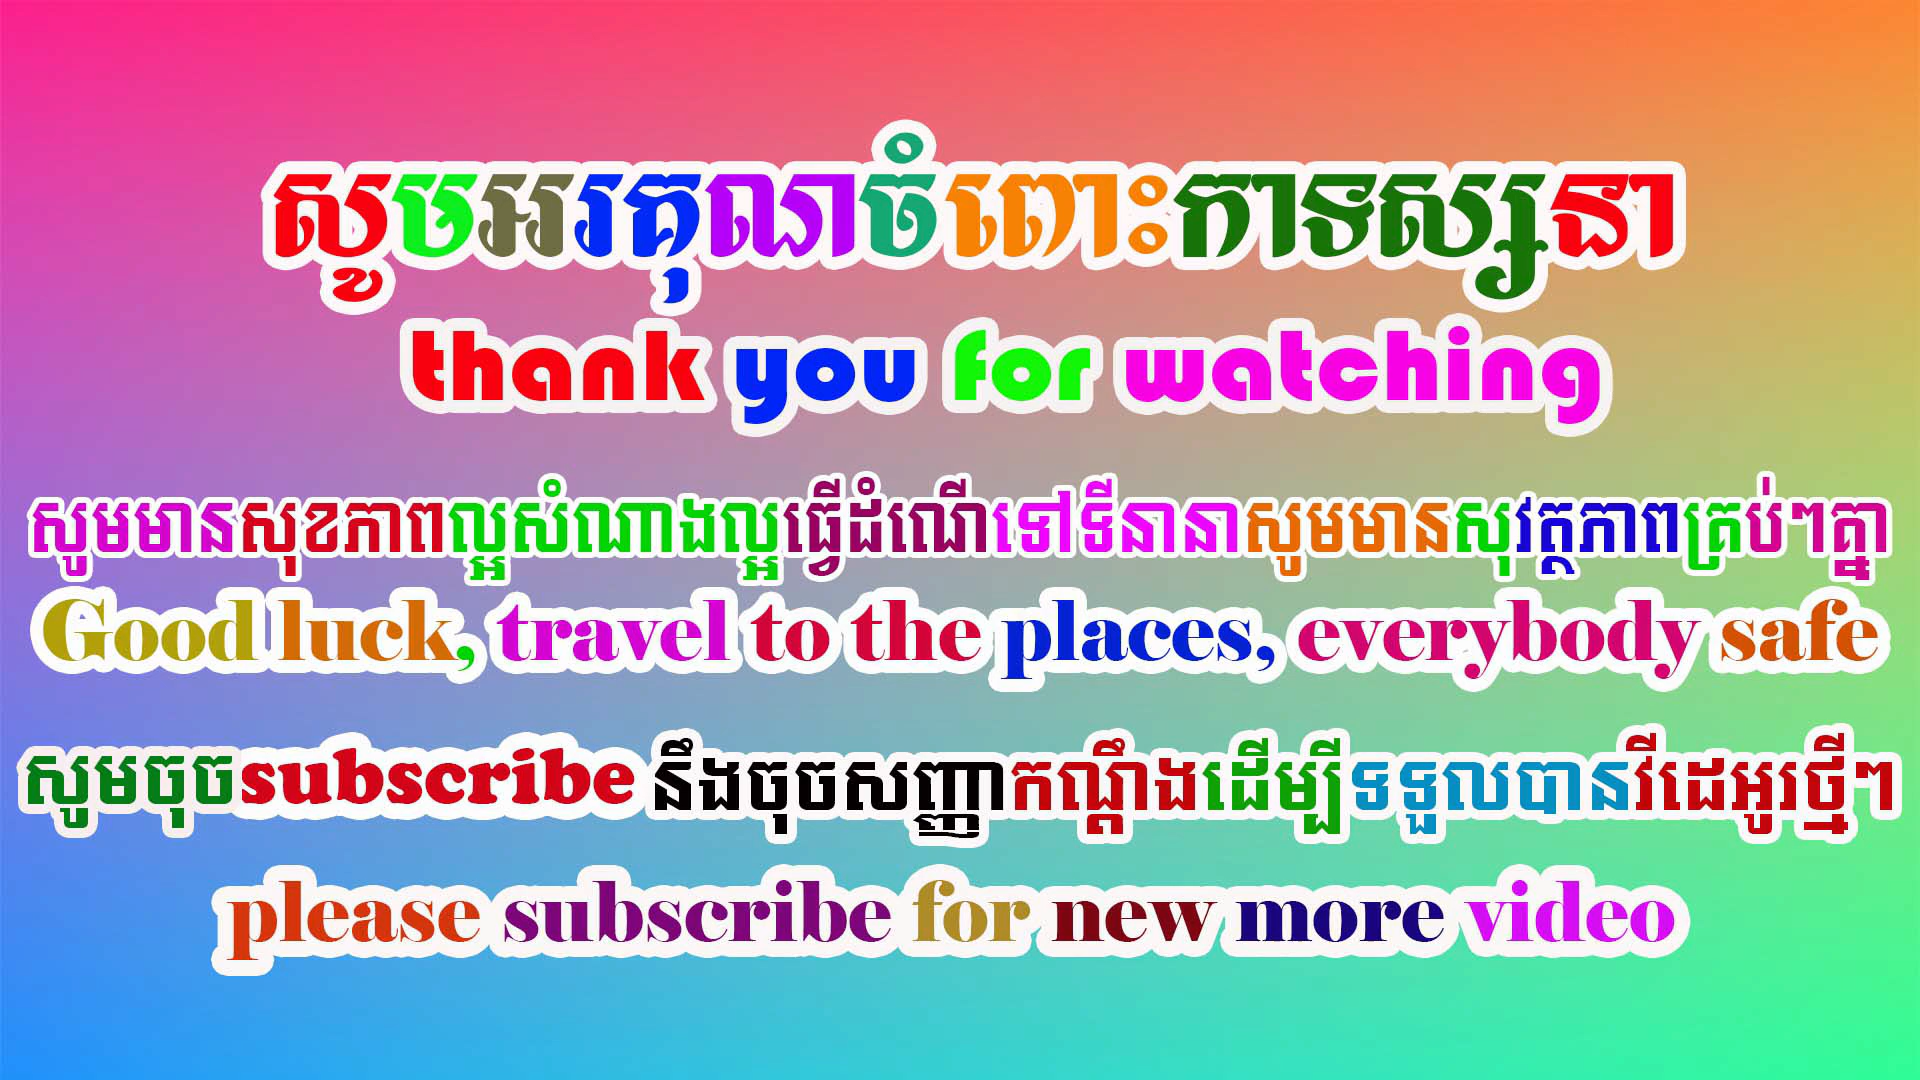 សូមអរគុណចំពោះកាទស្សនា
thank you for watching
សូមមានសុខភាពល្អសំណាងល្អធ្វើដំណើទៅទីនានាសូមមានសុវត្ថភាពគ្រប់ៗគ្នា
Good luck, travel to the places, everybody safe
សូមចុចsubscribe នឹងចុចសញ្ញាកណ្ដឹងដើម្បីទទួលបានវីដេអូរថ្មីៗ
please subscribe for new more video